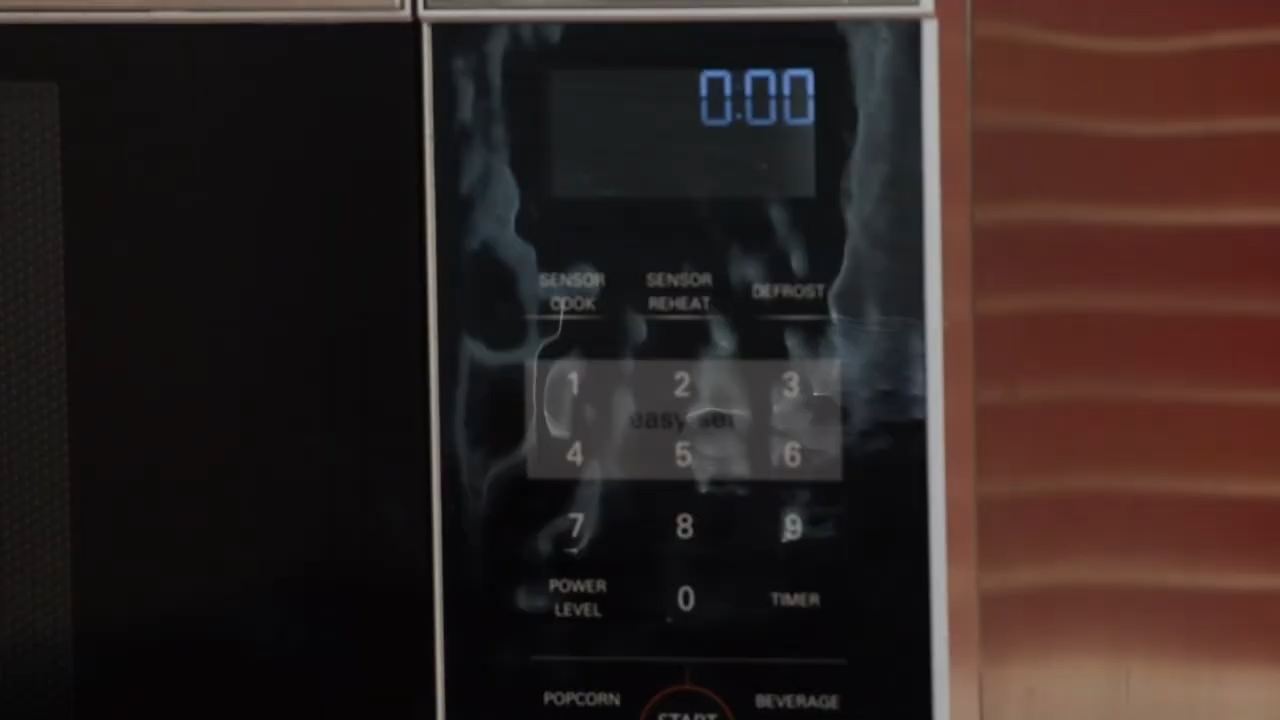 0:00
SENSOR COOK
SENSOR REHEAT
DEFROST
1 2 3
easy set
4 5 6
7 8 9
POWER LEVEL
0
TIMER
POPCORN
START
BEVERAGE